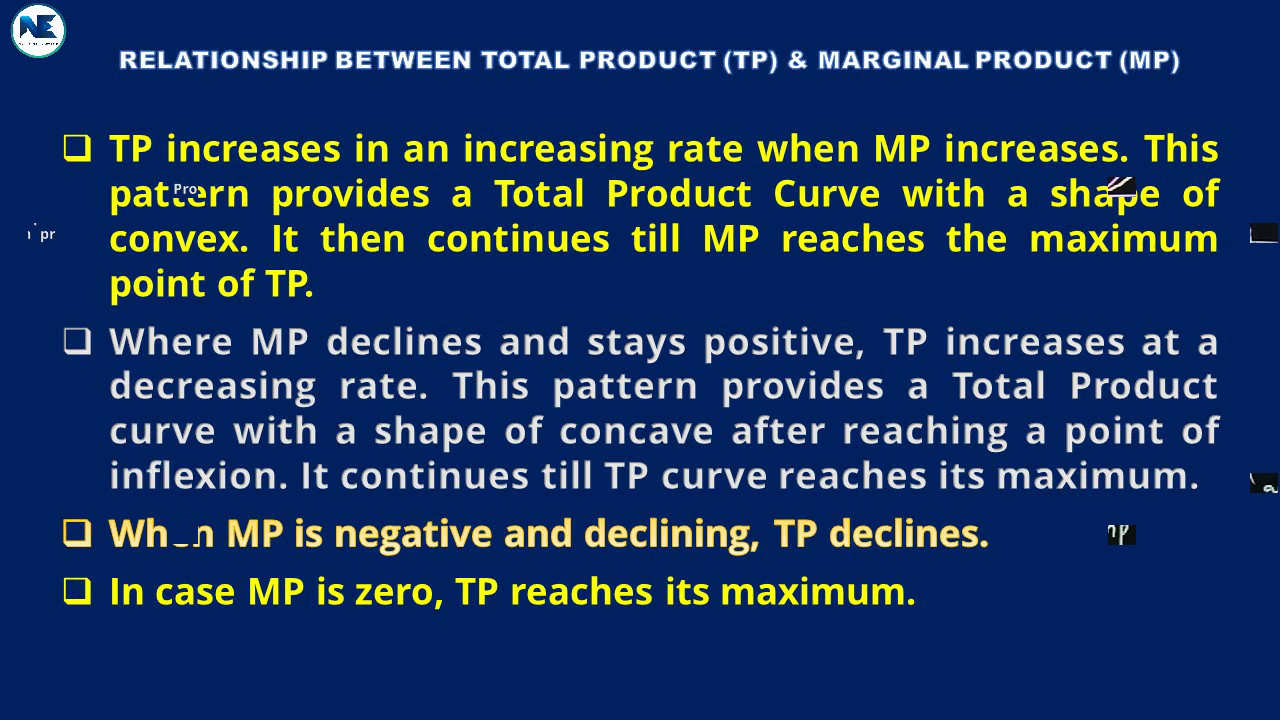 NE
RELATIONSHIP BETWEEN TOTAL PRODUCT (TP) & MARGINAL PRODUCT (MP)
❑ TP increases in an increasing rate when MP increases. This
pattern provides a Total Product Curve with a shape of
convex. It then continues till MP reaches the maximum
point of TP.
❑ Where MP declines and stays positive, TP increases at a
decreasing rate. This pattern provides a Total Product
curve with a shape of concave after reaching a point of
inflexion. It continues till TP curve reaches its maximum.
❑ When MP is negative and declining, TP declines.
❑ In case MP is zero, TP reaches its maximum.